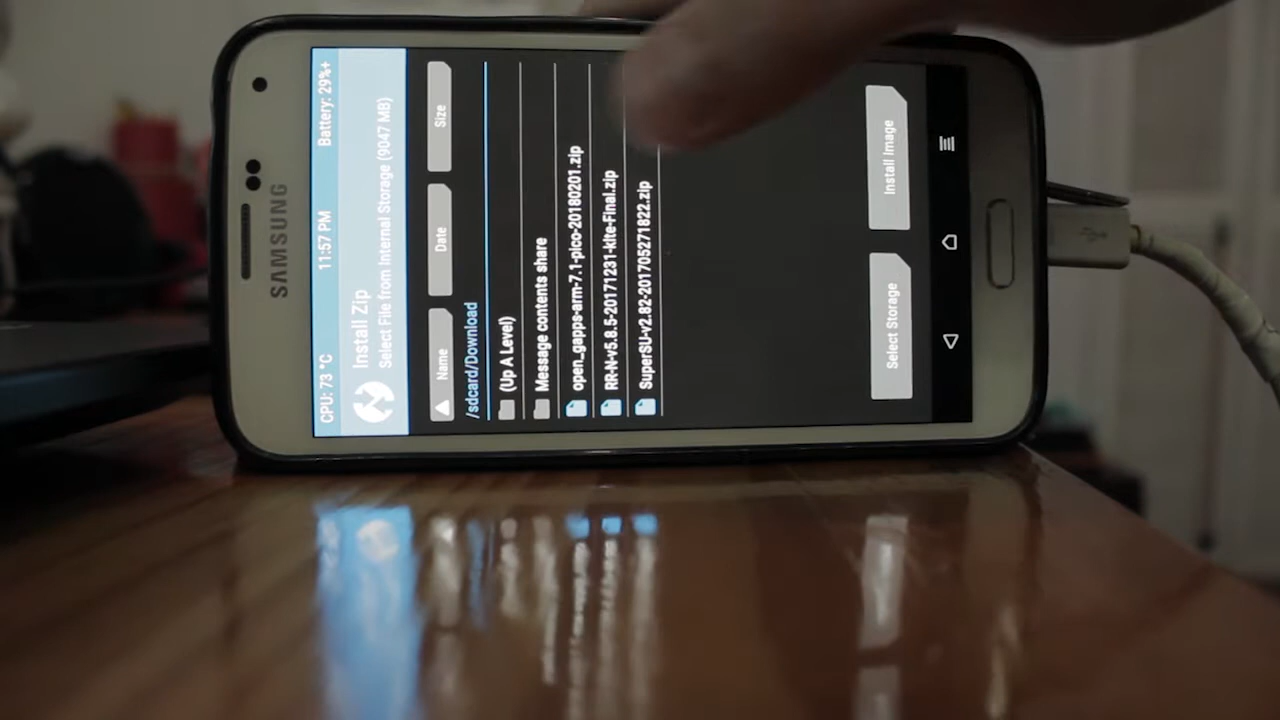 SAMSUNG
CPU: 73 °C 11:57 PM Battery: 29%+
Install Zip
Select File from Internal Storage (9047 MB)
Name Date Size
/sdcard/Download
(Up A Level)
Message contents share
open_gapps-arm-7.1-pico-20180201.zip
RR-N-v5.8.5-20171231-klte-Final.zip
SuperSU-v2.82-201705271822.zip
Select Storage Install Image